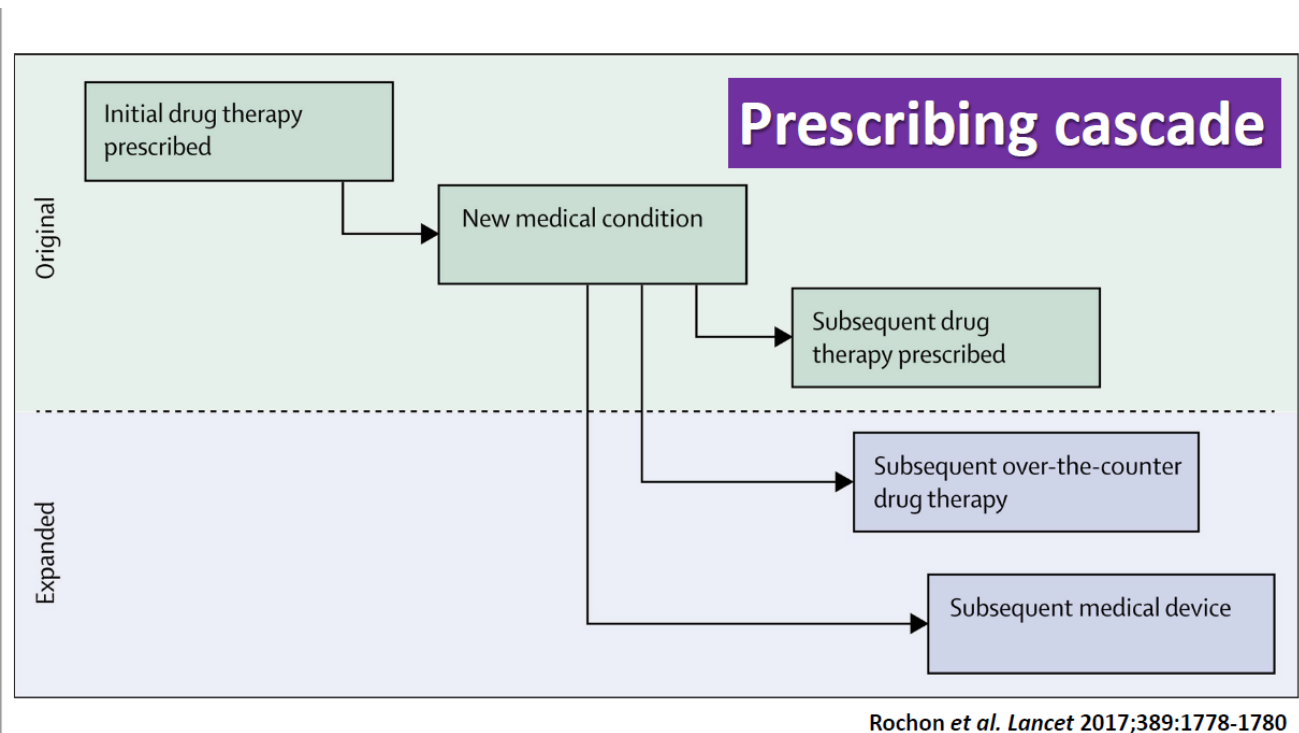 Prescribing cascade
Initial drug therapy
prescribed
Original
New medical condition
Subsequent drug
therapy prescribed
Expanded
Subsequent over-the-counter
drug therapy
Subsequent medical device
Rochon et al. Lancet 2017;389:1778-1780